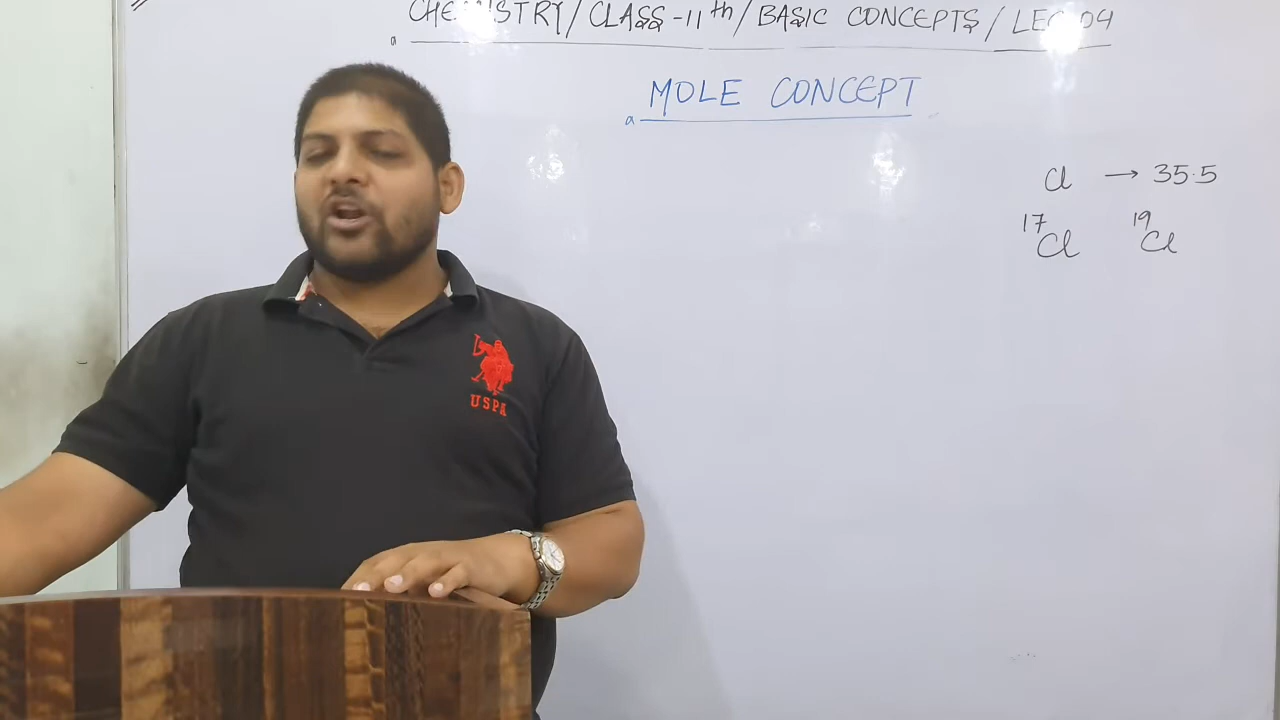 CHEMISTRY / CLASS - 11th / BASIC CONCEPTS / LEC 04
MOLE CONCEPT
Cl → 35.5
17Cl 19Cl
USPA